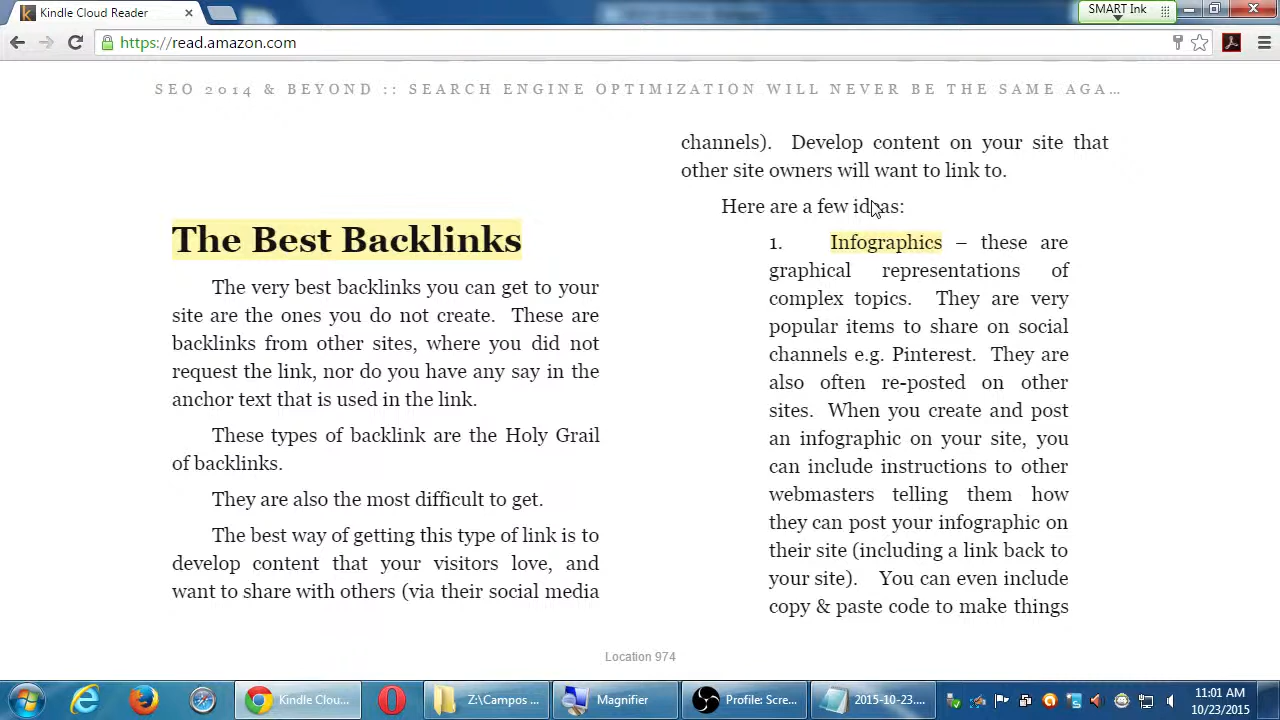 Kindle Cloud Reader
SMART Ink
https://read.amazon.com
SEO 2014 & BEYOND :: SEARCH ENGINE OPTIMIZATION WILL NEVER BE THE SAME AGA…
The Best Backlinks
The very best backlinks you can get to your
site are the ones you do not create. These are
backlinks from other sites, where you did not
request the link, nor do you have any say in the
anchor text that is used in the link.
These types of backlink are the Holy Grail
of backlinks.
They are also the most difficult to get.
The best way of getting this type of link is to
develop content that your visitors love, and
want to share with others (via their social media
channels). Develop content on your site that
other site owners will want to link to.
Here are a few ideas:
1. Infographics – these are
graphical representations of
complex topics. They are very
popular items to share on social
channels e.g. Pinterest. They are
also often re-posted on other
sites. When you create and post
an infographic on your site, you
can include instructions to other
webmasters telling them how
they can post your infographic on
their site (including a link back to
your site). You can even include
copy & paste code to make things
Location 974
Kindle Clou...
Z:\Campos ...
Magnifier
Profile: Scre...
2015-10-23....
11:01 AM
10/23/2015